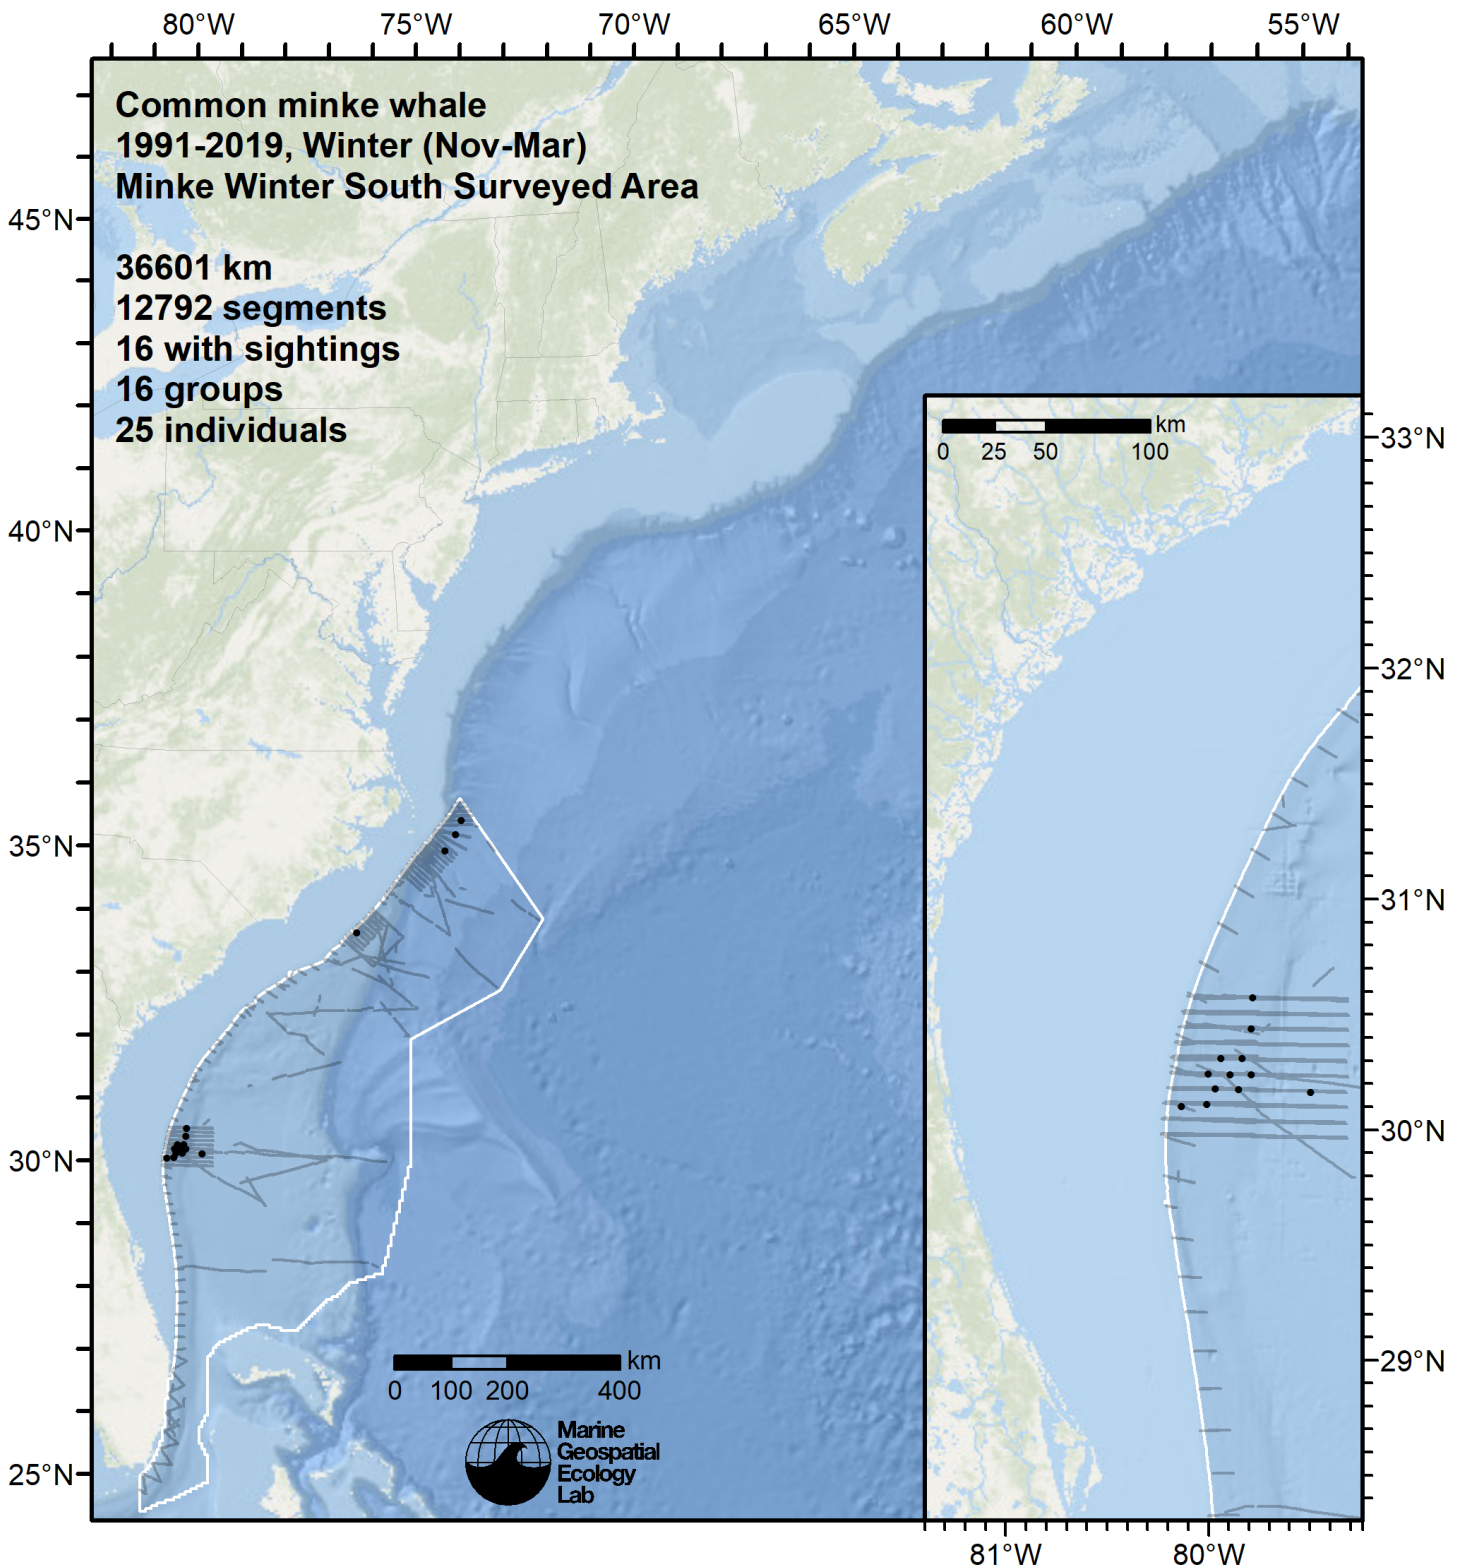 80°W 75°W 70°W 65°W 60°W 55°W
Common minke whale
1991-2019, Winter (Nov-Mar)
Minke Winter South Surveyed Area
36601 km
12792 segments
16 with sightings
16 groups
25 individuals
45°N
40°N
35°N
30°N
25°N
km
0 25 50 100
33°N
32°N
31°N
30°N
29°N
km
0 100 200 400
Marine
Geospatial
Ecology
Lab
81°W 80°W